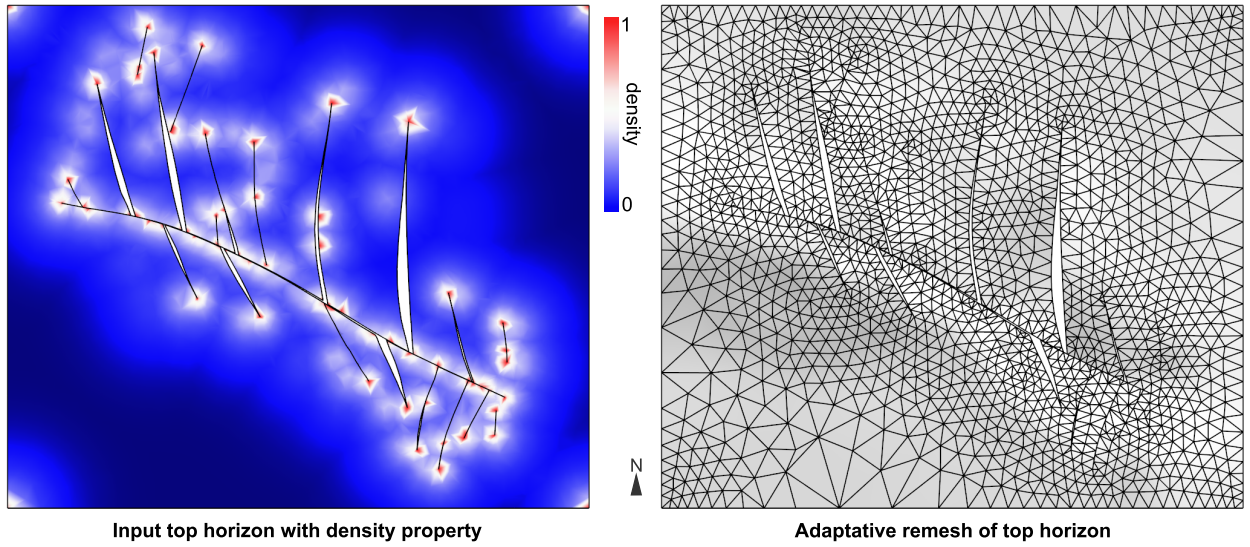 1
density
0
N
Input top horizon with density property
Adaptative remesh of top horizon